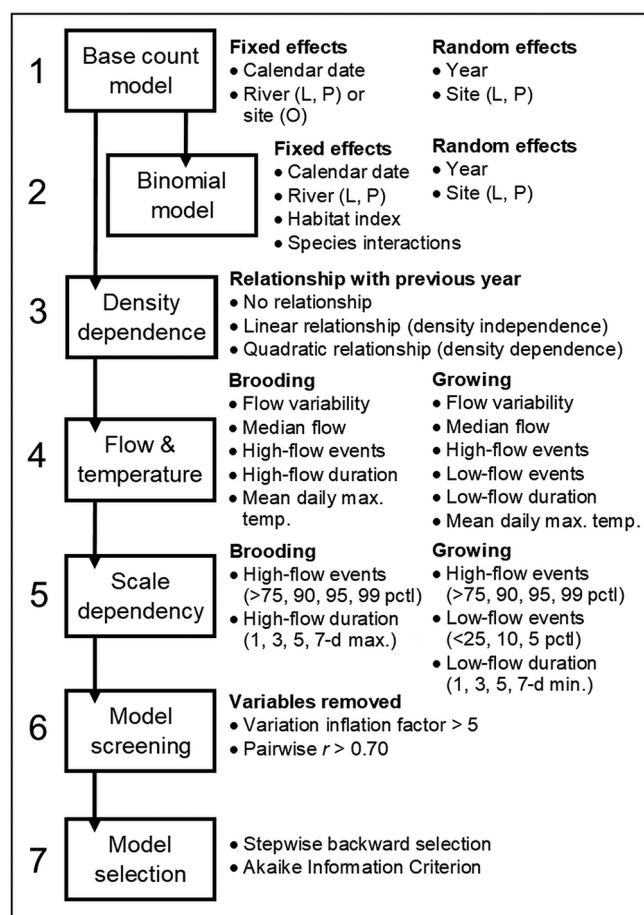 1
Base count
model
Fixed effects
• Calendar date
• River (L, P) or
site (O)
Random effects
• Year
• Site (L, P)
2
Binomial
model
Fixed effects
• Calendar date
• River (L, P)
• Habitat index
• Species interactions
Random effects
• Year
• Site (L, P)
3
Density
dependence
Relationship with previous year
• No relationship
• Linear relationship (density independence)
• Quadratic relationship (density dependence)
4
Flow &
temperature
Brooding
• Flow variability
• Median flow
• High-flow events
• High-flow duration
• Mean daily max.
temp.
Growing
• Flow variability
• Median flow
• High-flow events
• Low-flow events
• Low-flow duration
• Mean daily max. temp.
5
Scale
dependency
Brooding
• High-flow events
(>75, 90, 95, 99 pctl)
• High-flow duration
(1, 3, 5, 7-d max.)
Growing
• High-flow events
(>75, 90, 95, 99 pctl)
• Low-flow events
(<25, 10, 5 pctl)
• Low-flow duration
(1, 3, 5, 7-d min.)
6
Model
screening
Variables removed
• Variation inflation factor > 5
• Pairwise r > 0.70
7
Model
selection
• Stepwise backward selection
• Akaike Information Criterion